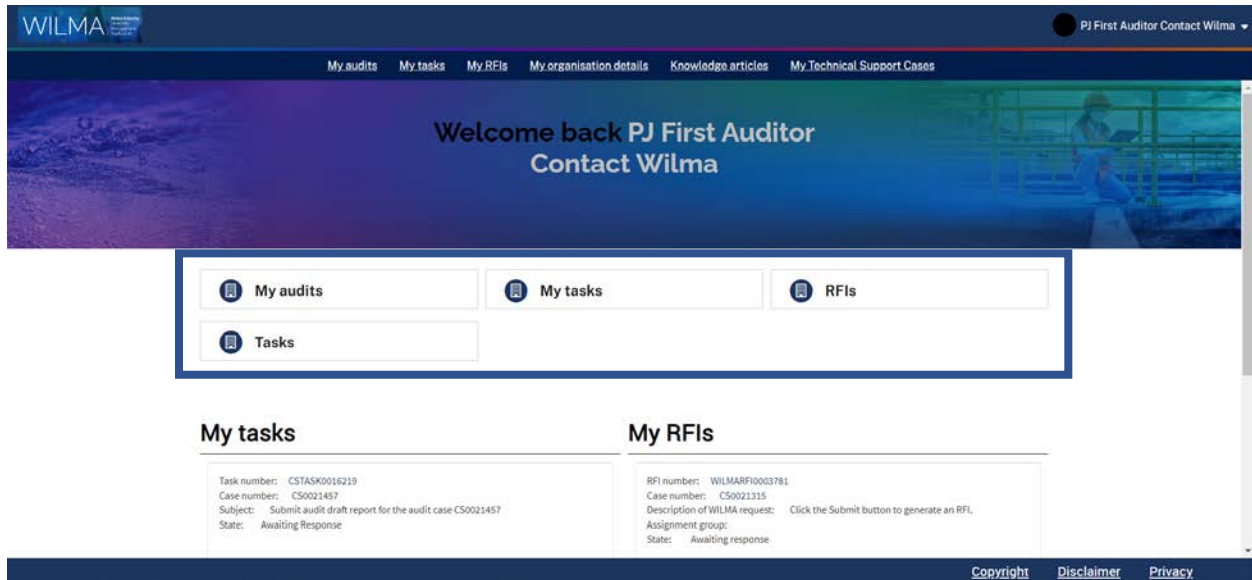 WILMA
PJ First Auditor Contact Wilma
My audits My tasks My RFIs My organisation details Knowledge articles My Technical Support Cases
Welcome back PJ First Auditor
Contact Wilma
My audits
My tasks
RFIs
Tasks
My tasks
Task number: CSTASK0016219
Case number: CS0021457
Subject: Submit audit draft report for the audit case CS0021457
State: Awaiting Response
My RFIs
RFI number: WILMARFI0003781
Case number: CS0021315
Description of WILMA request: Click the Submit button to generate an RFI.
Assignment group:
State: Awaiting response
Copyright Disclaimer Privacy